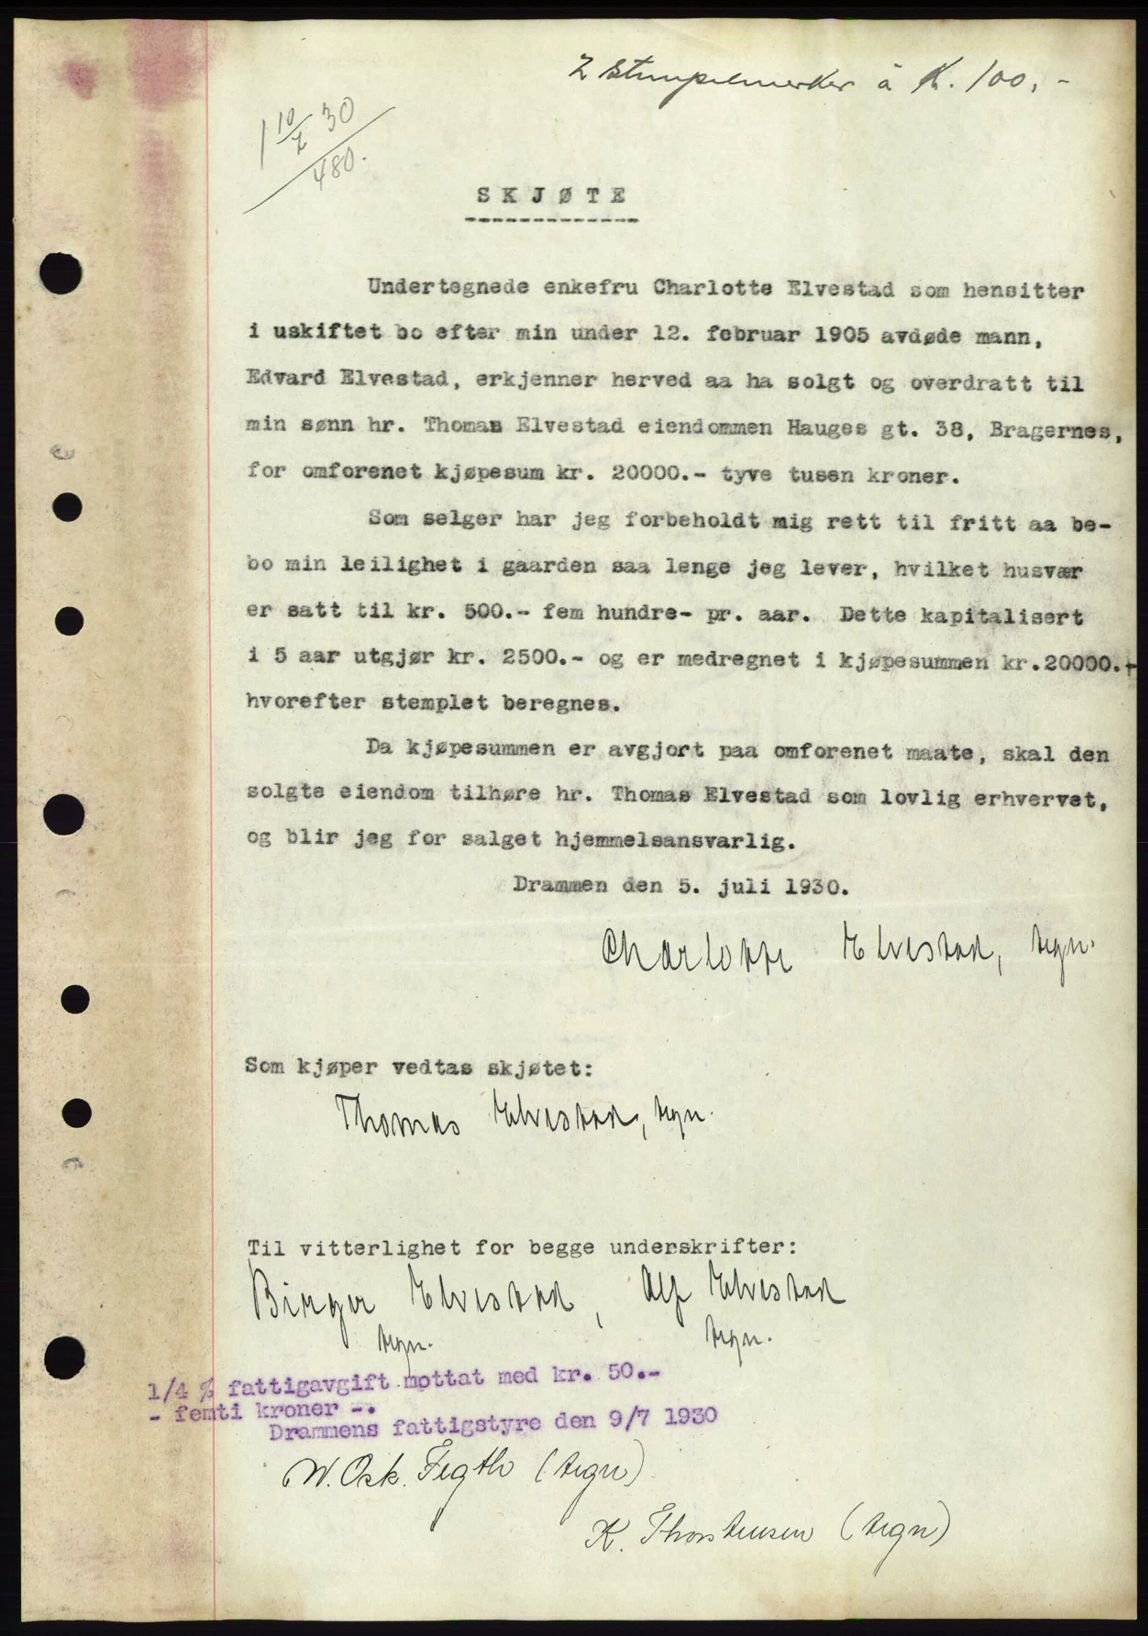 2 Stempelmerker à K. 100,-
1 10/7 30
480.
SKJØTE
Undertegnede enkefru Charlotte Elvestad som hensitter
i uskiftet bo efter min under 12. februar 1905 avdøde mann,
Edvard Elvestad, erkjenner herved aa ha solgt og overdratt til
min sønn hr. Thomas Elvestad eiendommen Hauges gt. 38, Bragernes,
for omforenet kjøpesum kr. 20000.- tyve tusen kroner.
Som selger har jeg forbeholdt mig rett til fritt aa be-
bo min leilighet i gaarden saa lenge jeg lever, hvilket husvær
er satt til kr. 500.- fem hundre- pr. aar. Dette kapitalisert
i 5 aar utgjør kr. 2500.- og er medregnet i kjøpesummen kr.20000.-
hvorefter stemplet beregnes.
Da kjøpesummen er avgjort paa omforenet maate, skal den
solgte eiendom tilhøre hr. Thomas Elvestad som lovlig erhvervet,
og blir jeg for salget hjemmelsansvarlig.
Drammen den 5. juli 1930.
Charlotte Elvestad, sign.
Som kjøper vedtas skjøtet:
Thomas Elvestad, sign.
Til vitterlighet for begge underskrifter:
Birger Elvestad, Alf Elvestad
sign. sign.
1/4 % fattigavgift mottat med kr. 50.-
- femti kroner -.
Drammens fattigstyre den 9/7 1930
W. Osk. Fegth (sign)
K. Thorstensen (sign)